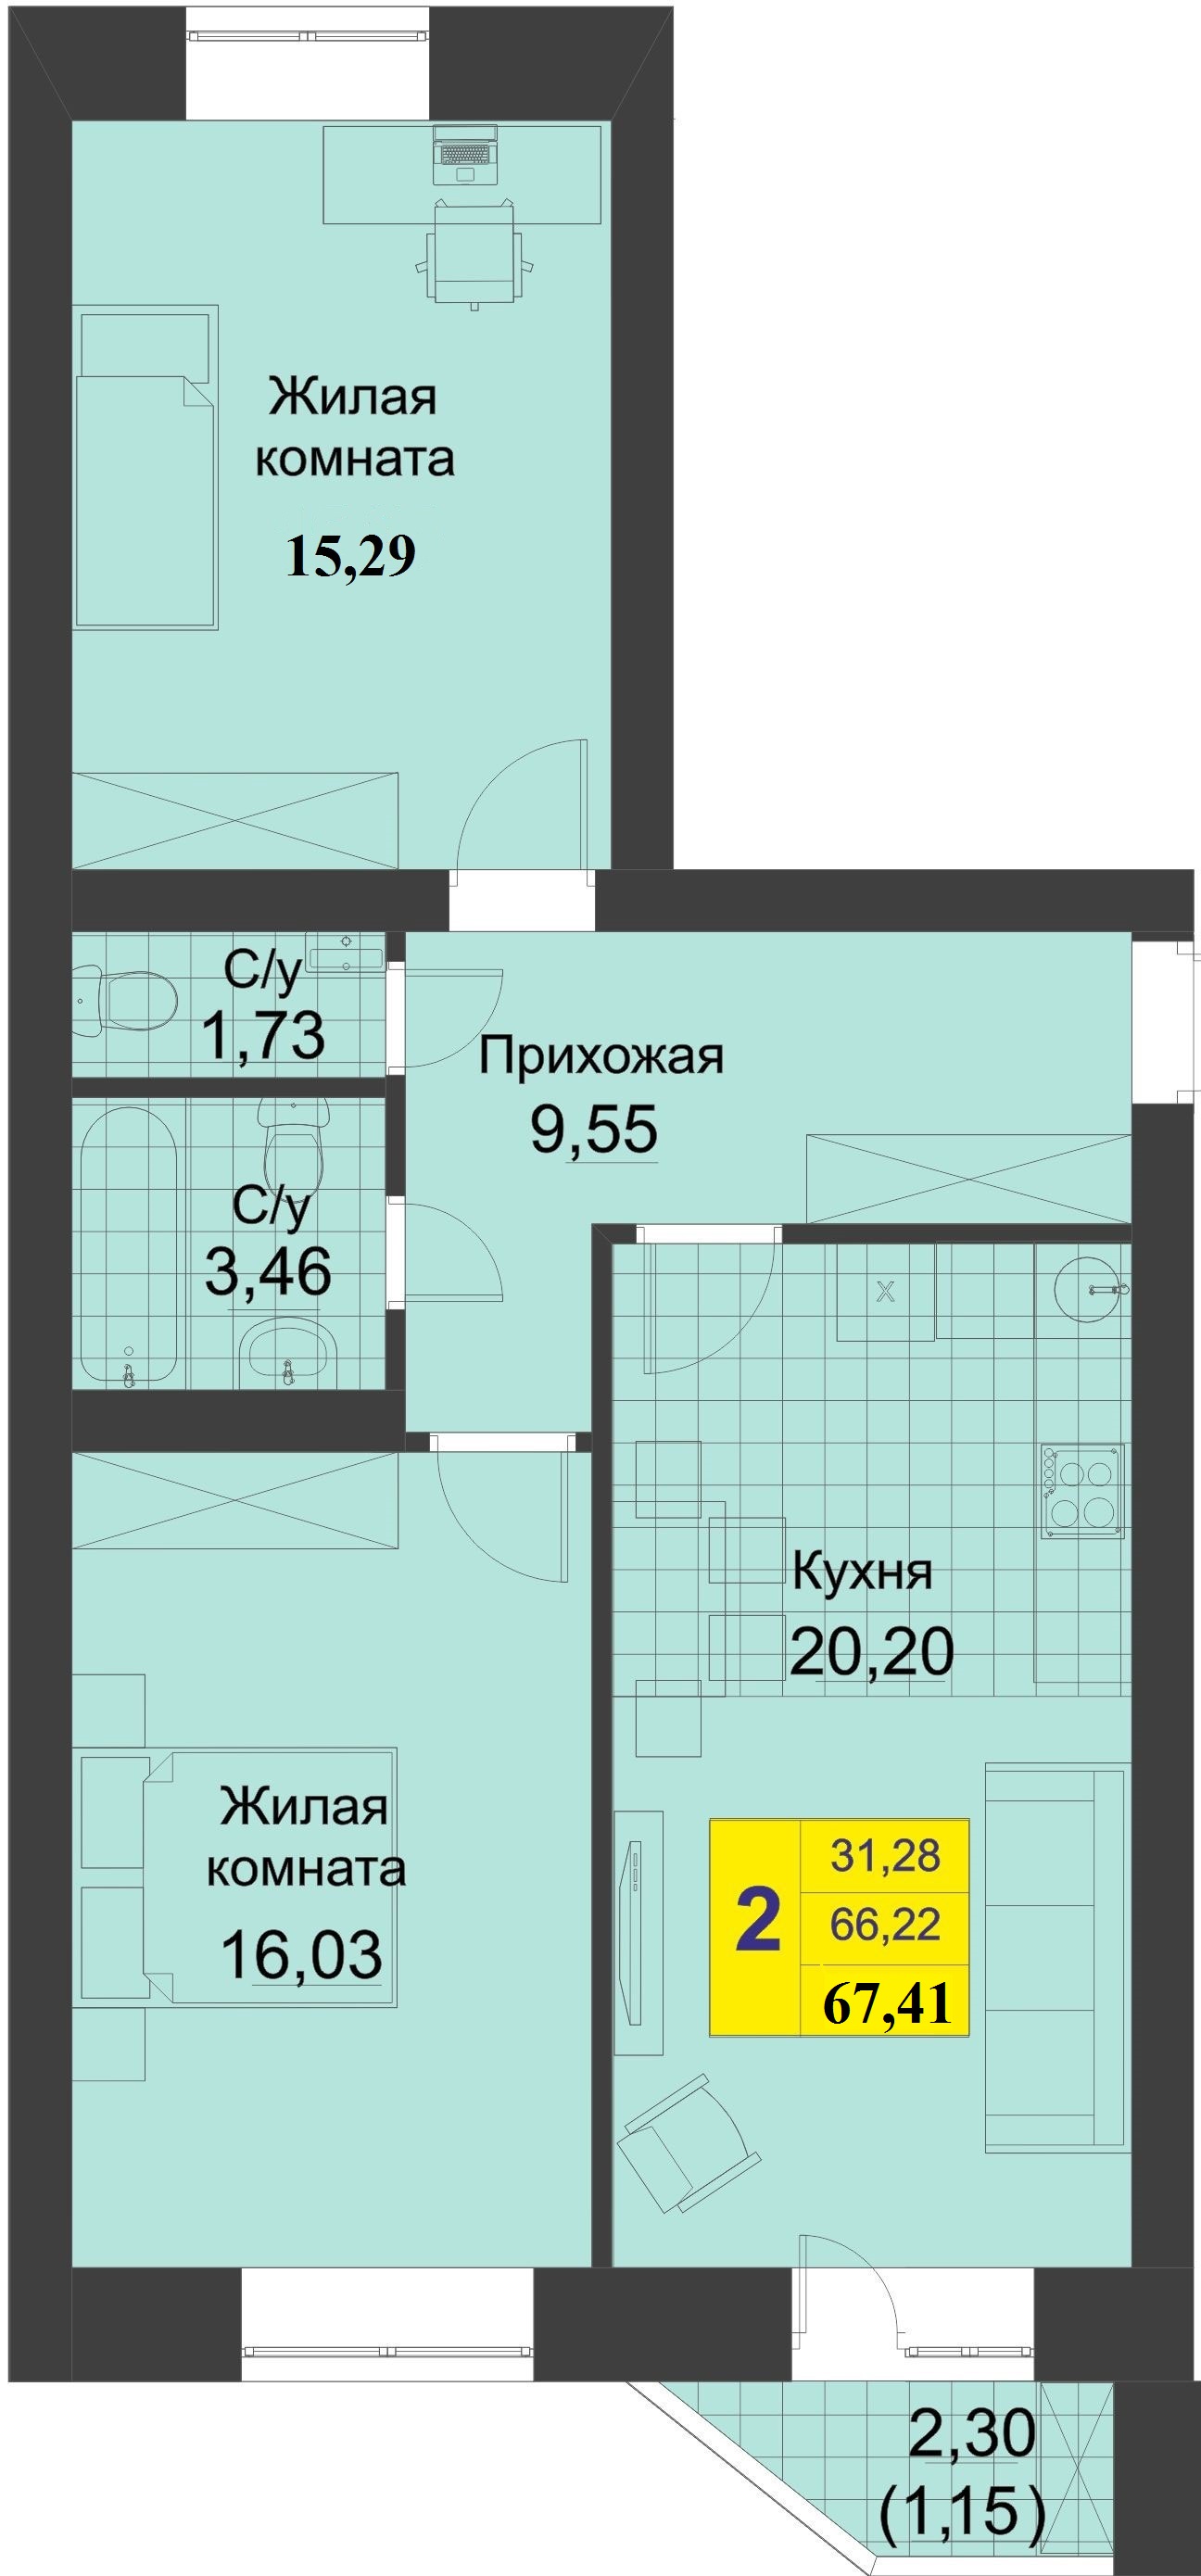 Жилая
комната
15,29
С/у
1,73
Прихожая
9,55
С/у
3,46
X
Кухня
20,20
Жилая
комната
16,03
2
31,28
66,22
67,41
2,30
(1,15)